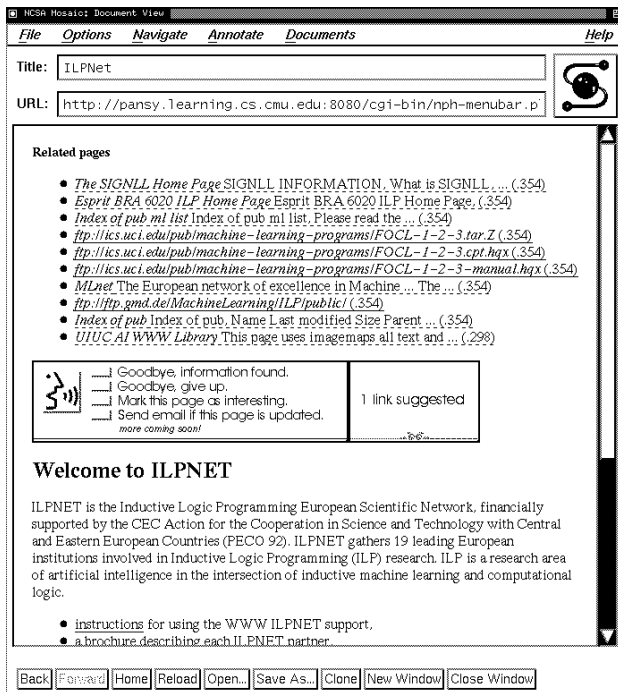 NCSA Mosaic: Document View
File Options Navigate Annotate Documents Help
Title: ILPNet
URL: http://pansy.learning.cs.cmu.edu:8080/cgi-bin/nph-menubar.p
Related pages
The SIGNLL Home Page SIGNLL INFORMATION, What is SIGNLL, ... (.354)
Esprit BRA 6020 ILP Home Page Esprit BRA 6020 ILP Home Page, (.354)
Index of pub ml list Index of pub ml list, Please read the ... (.354)
ftp://ics.uci.edu/pub/machine-learning-programs/FOCL-1-2-3.tar.Z (.354)
ftp://ics.uci.edu/pub/machine-learning-programs/FOCL-1-2-3.cpt.hqx (.354)
ftp://ics.uci.edu/pub/machine-learning-programs/FOCL-1-2-3-manual.hqx (.354)
MLnet The European network of excellence in Machine ... The ... (.354)
ftp://ftp.gmd.de/MachineLearning/ILP/public/ (.354)
Index of pub Index of pub, Name Last modified Size Parent ... (.354)
UIUC AI WWW Library This page uses imagemaps all text and ... (.298)
Goodbye, information found.
Goodbye, give up.
Mark this page as interesting.
Send email if this page is updated.
more coming soon!
1 link suggested
Welcome to ILPNET
ILPNET is the Inductive Logic Programming European Scientific Network, financially
supported by the CEC Action for the Cooperation in Science and Technology with Central
and Eastern European Countries (PECO 92). ILPNET gathers 19 leading European
institutions involved in Inductive Logic Programming (ILP) research. ILP is a research area
of artificial intelligence in the intersection of inductive machine learning and computational
logic.
instructions for using the WWW ILPNET support,
a brochure describing each ILPNET partner,
Back Forward Home Reload Open... Save As... Clone New Window Close Window